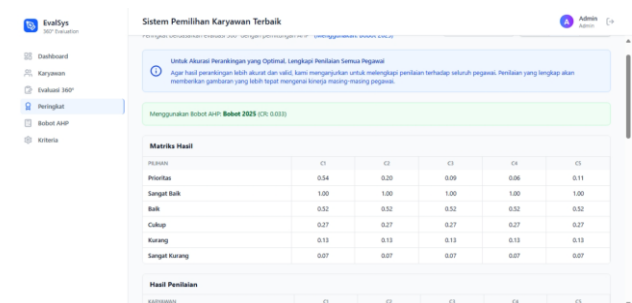 EvalSys
360° Evaluation
Sistem Pemilihan Karyawan Terbaik
A
Admin
Admin
Dashboard
Karyawan
Evaluasi 360°
Peringkat
Bobot AHP
Kriteria
Untuk Akurasi Perankingan yang Optimal, Lengkapi Penilaian Semua Pegawai
Agar hasil perankingan lebih akurat dan valid, kami menganjurkan untuk melengkapi penilaian terhadap seluruh pegawai. Penilaian yang lengkap akan
memberikan gambaran yang lebih tepat mengenai kinerja masing-masing pegawai.
Menggunakan Bobot AHP: Bobot 2025 (CR: 0.033)
Matriks Hasil
PILIHAN C1 C2 C3 C4 C5
Prioritas 0.54 0.20 0.09 0.06 0.11
Sangat Baik 1.00 1.00 1.00 1.00 1.00
Baik 0.52 0.52 0.52 0.52 0.52
Cukup 0.27 0.27 0.27 0.27 0.27
Kurang 0.13 0.13 0.13 0.13 0.13
Sangat Kurang 0.07 0.07 0.07 0.07 0.07
Hasil Penilaian
KARYAWAN C1 C2 C3 C4 C5